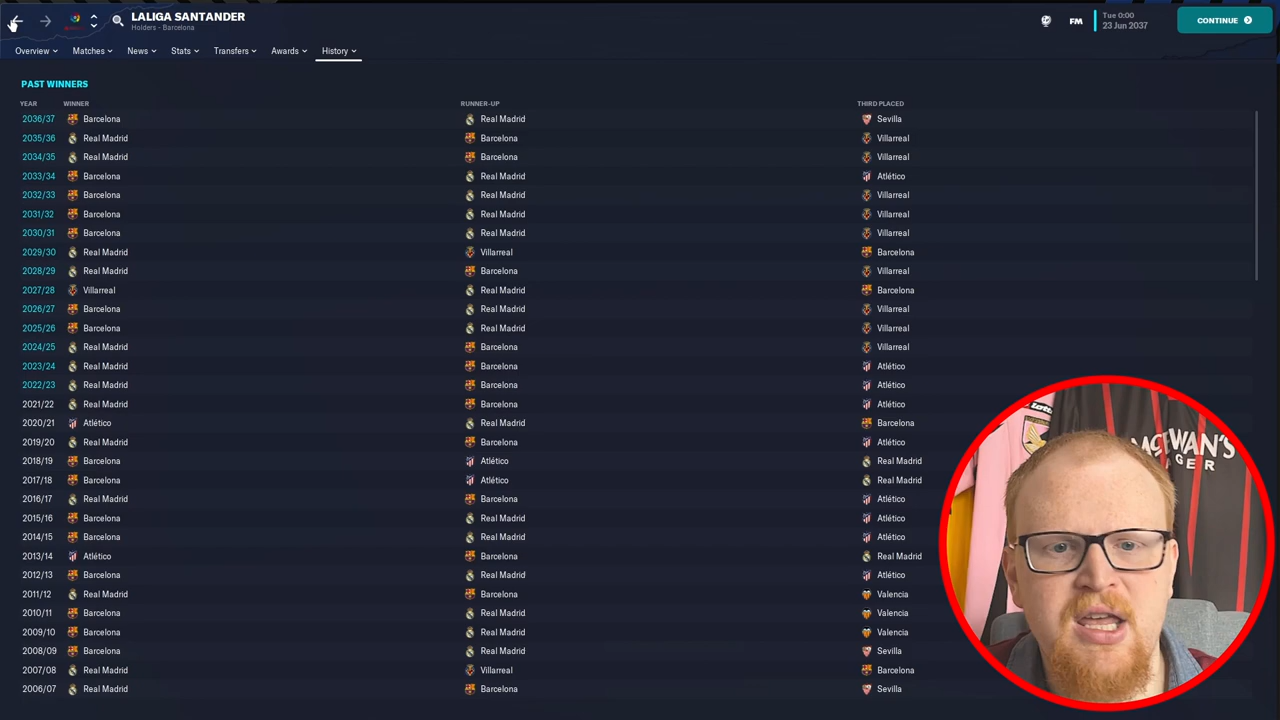 LALIGA SANTANDER
Holders - Barcelona
FM
Tue 0:00
23 Jun 2037
CONTINUE
Overview Matches News Stats Transfers Awards History
PAST WINNERS
YEAR WINNER RUNNER-UP THIRD PLACED
2036/37 Barcelona Real Madrid Sevilla
2035/36 Real Madrid Barcelona Villarreal
2034/35 Real Madrid Barcelona Villarreal
2033/34 Barcelona Real Madrid Atlético
2032/33 Barcelona Real Madrid Villarreal
2031/32 Barcelona Real Madrid Villarreal
2030/31 Barcelona Real Madrid Villarreal
2029/30 Real Madrid Villarreal Barcelona
2028/29 Real Madrid Barcelona Villarreal
2027/28 Villarreal Real Madrid Barcelona
2026/27 Barcelona Real Madrid Villarreal
2025/26 Barcelona Real Madrid Villarreal
2024/25 Real Madrid Barcelona Villarreal
2023/24 Real Madrid Barcelona Atlético
2022/23 Real Madrid Barcelona Atlético
2021/22 Real Madrid Barcelona Atlético
2020/21 Atlético Real Madrid Barcelona
2019/20 Real Madrid Barcelona Atlético
2018/19 Barcelona Atlético Real Madrid
2017/18 Barcelona Atlético Real Madrid
2016/17 Real Madrid Barcelona Atlético
2015/16 Barcelona Real Madrid Atlético
2014/15 Barcelona Real Madrid Atlético
2013/14 Atlético Barcelona Real Madrid
2012/13 Barcelona Real Madrid Atlético
2011/12 Real Madrid Barcelona Valencia
2010/11 Barcelona Real Madrid Valencia
2009/10 Barcelona Real Madrid Valencia
2008/09 Barcelona Real Madrid Sevilla
2007/08 Real Madrid Villarreal Barcelona
2006/07 Real Madrid Barcelona Sevilla
lotto
McEWAN'S
GER